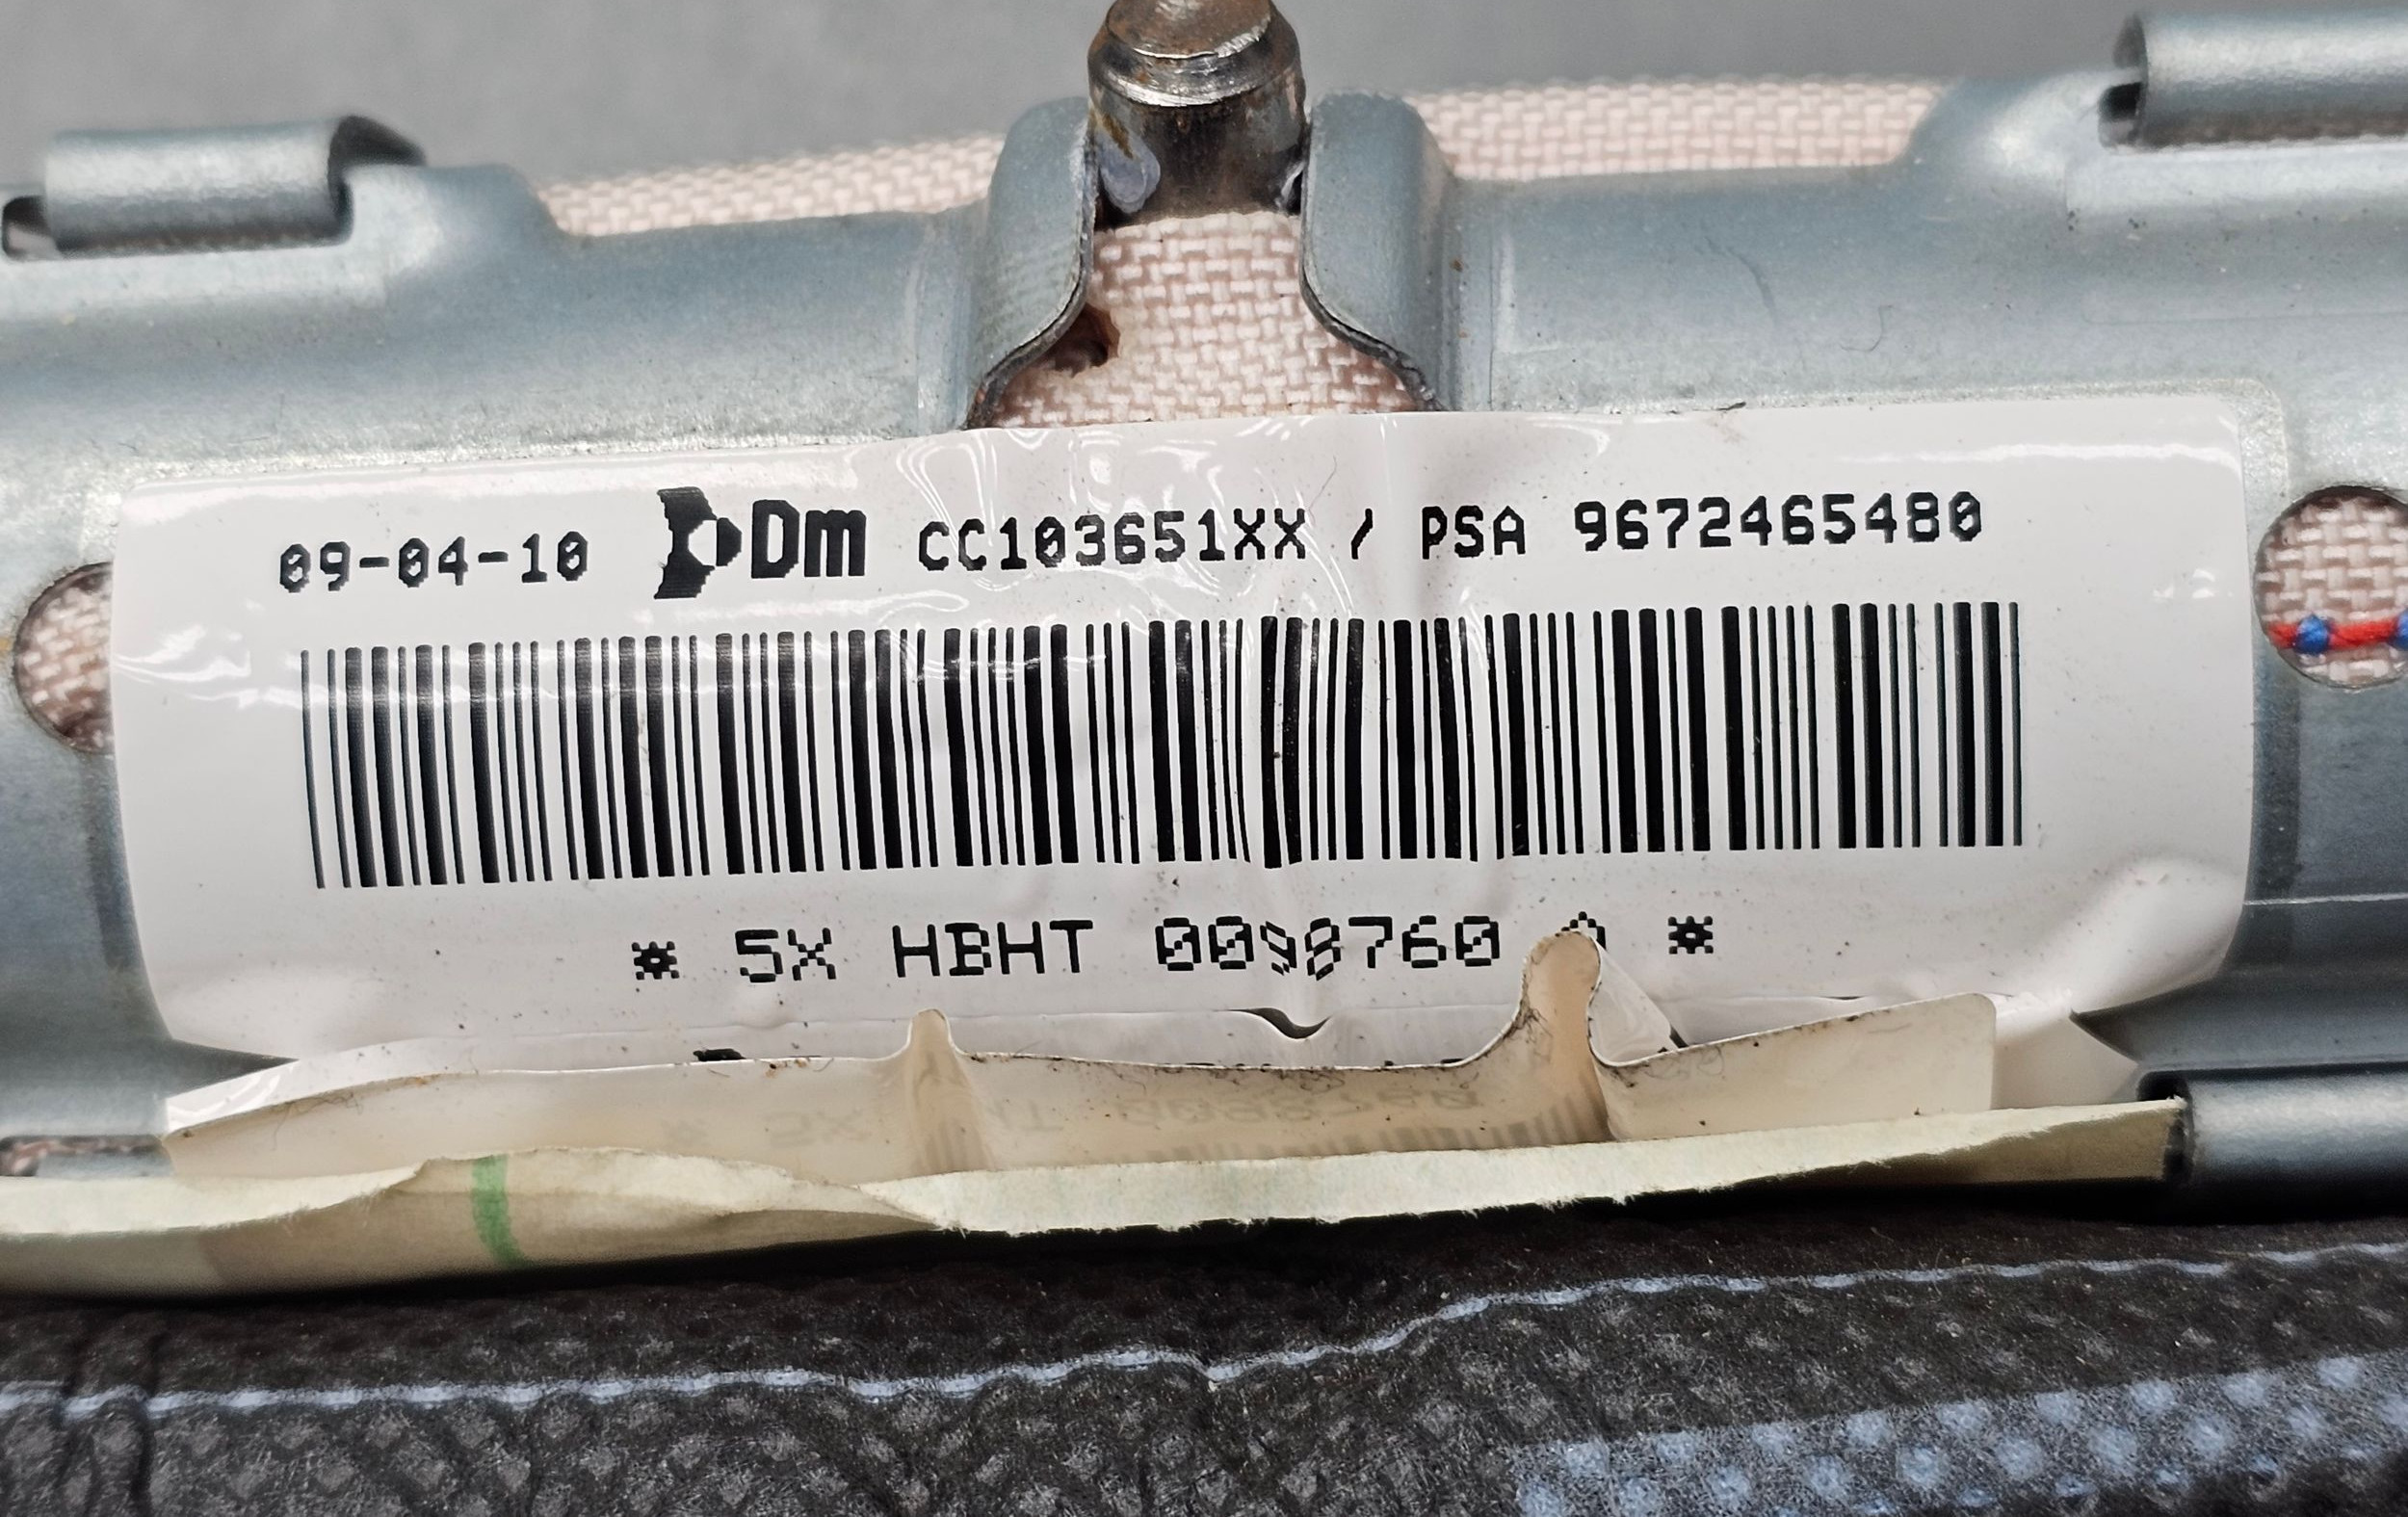 09-04-10 Dm CC103651XX / PSA 9672465480
* 5X HBHT 0098760 *